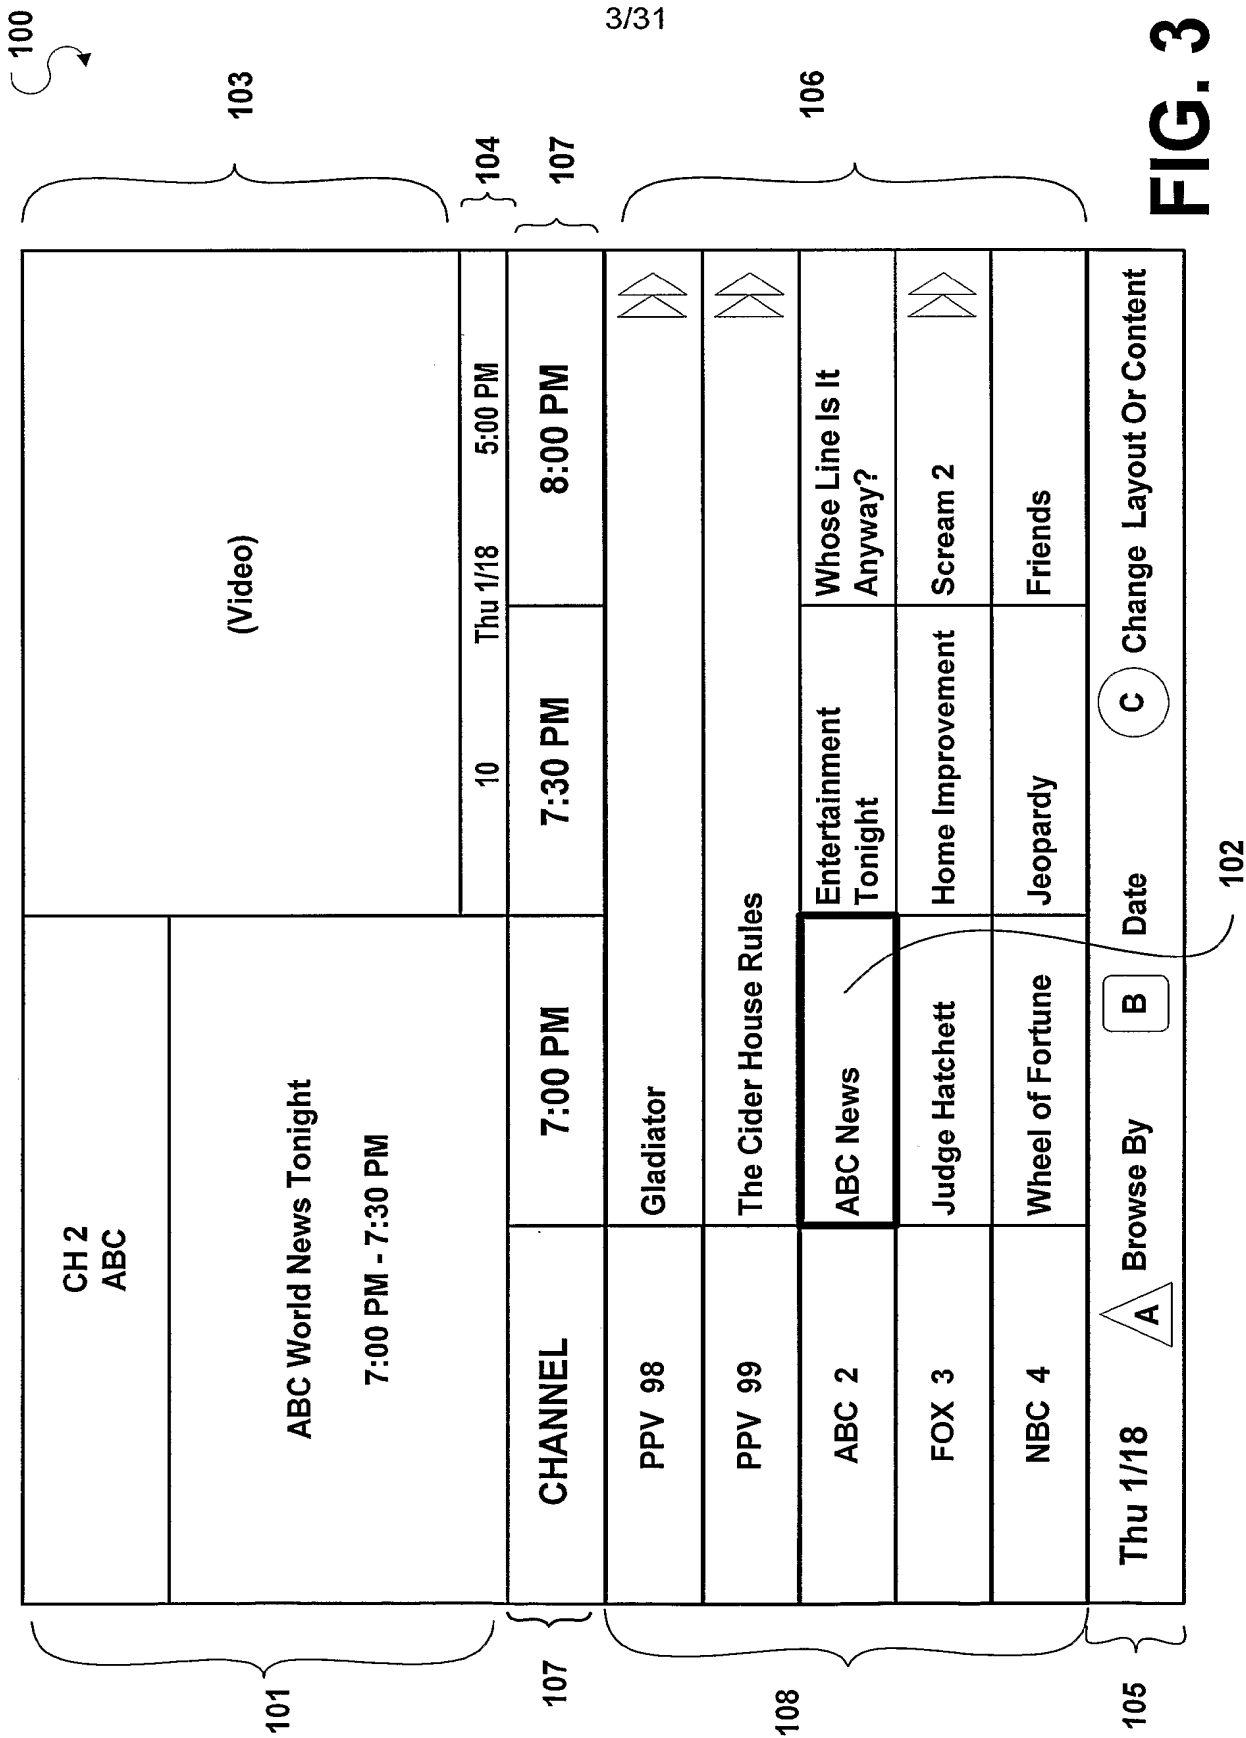 3/31
100
103
104
107
106
CH 2
ABC
ABC World News Tonight
7:00 PM - 7:30 PM
(Video)
10 Thu 1/18 5:00 PM
CHANNEL 7:00 PM 7:30 PM 8:00 PM
PPV 98 Gladiator
PPV 99 The Cider House Rules
ABC 2 ABC News Entertainment Tonight Whose Line Is It Anyway?
FOX 3 Judge Hatchett Home Improvement Scream 2
NBC 4 Wheel of Fortune Jeopardy Friends
Thu 1/18 A Browse By B Date C Change Layout Or Content
101
107
108
105
102
FIG. 3